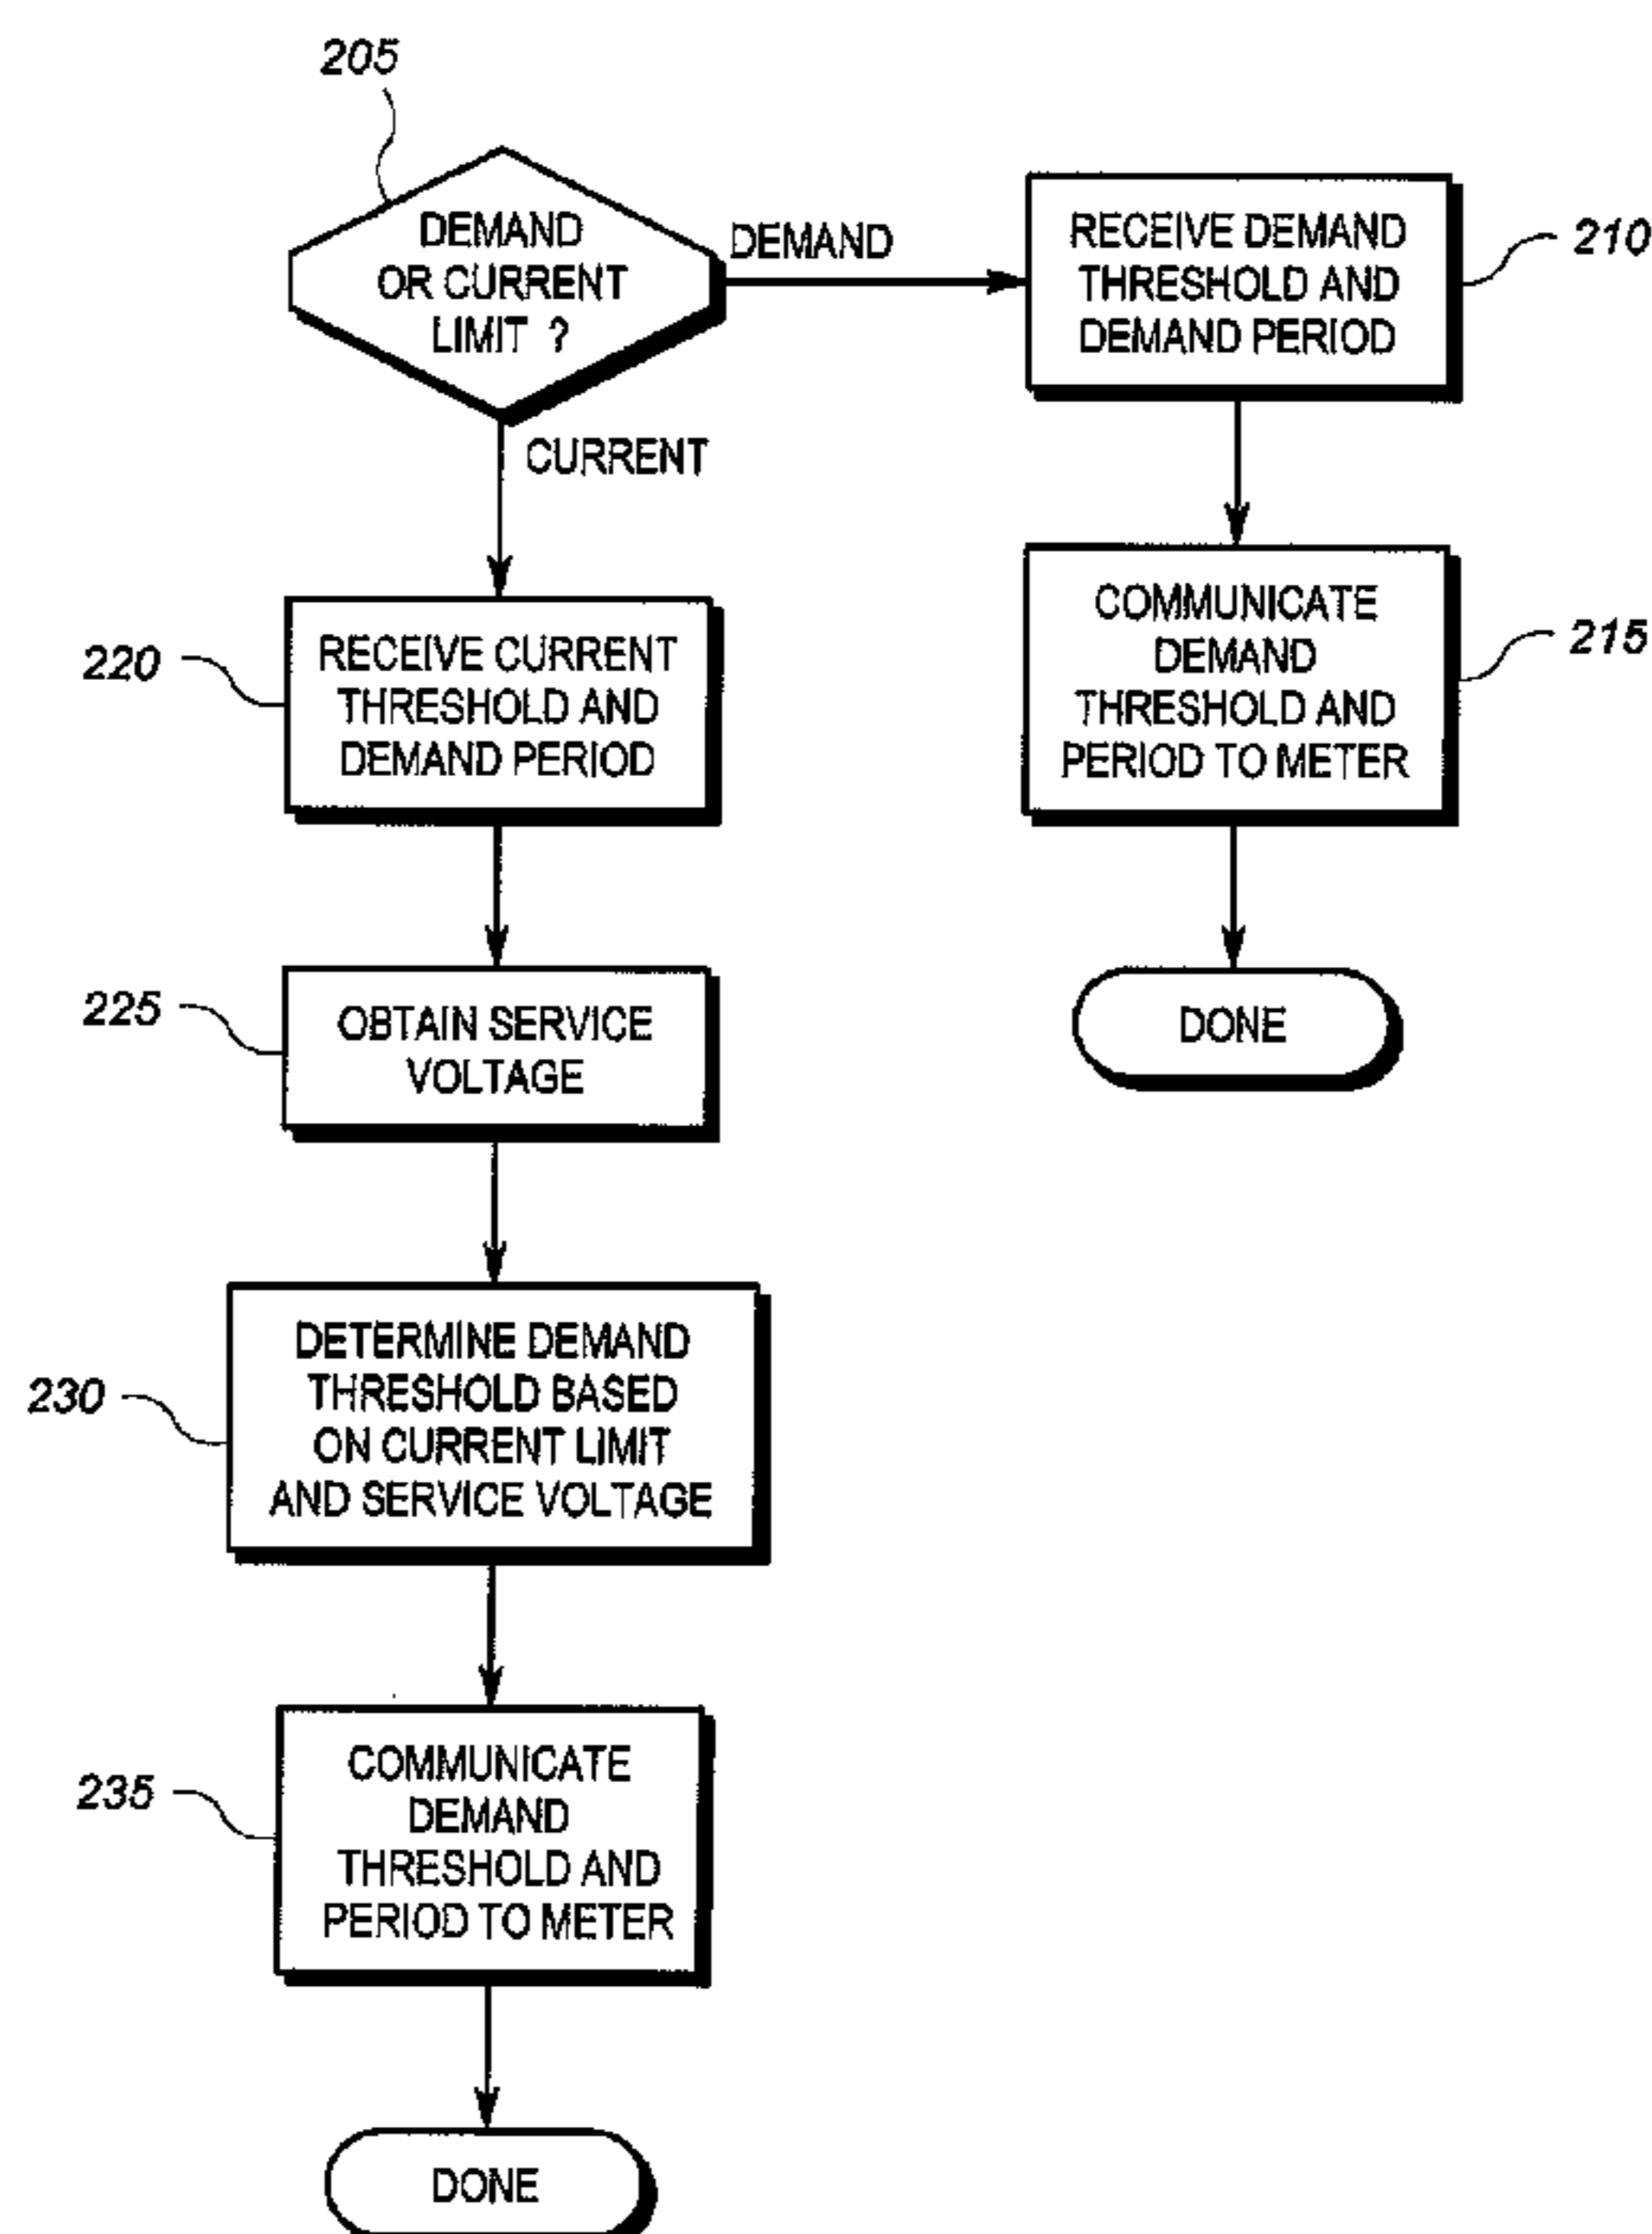 205
DEMAND
OR CURRENT
LIMIT ?
DEMAND
RECEIVE DEMAND
THRESHOLD AND
DEMAND PERIOD
210
CURRENT
COMMUNICATE
DEMAND
THRESHOLD AND
PERIOD TO METER
215
220
RECEIVE CURRENT
THRESHOLD AND
DEMAND PERIOD
225
OBTAIN SERVICE
VOLTAGE
DONE
230
DETERMINE DEMAND
THRESHOLD BASED
ON CURRENT LIMIT
AND SERVICE VOLTAGE
235
COMMUNICATE
DEMAND
THRESHOLD AND
PERIOD TO METER
DONE